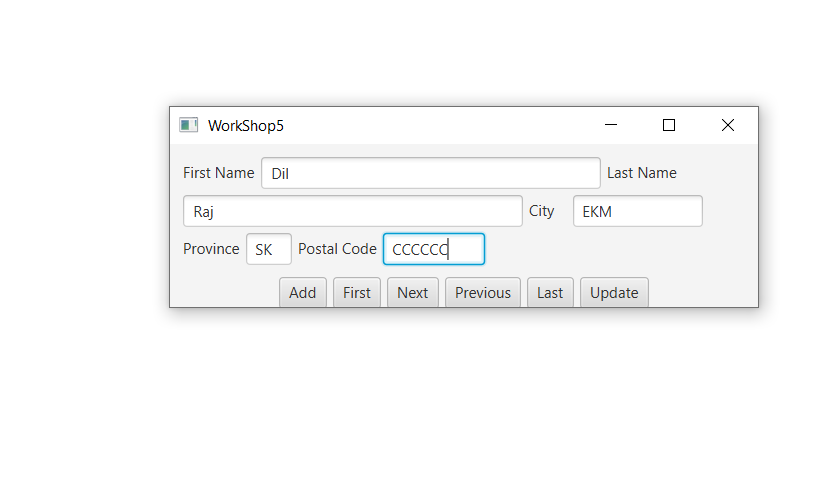 WorkShop5
First Name Dil Last Name
Raj City EKM
Province SK Postal Code CCCCCC
Add First Next Previous Last Update